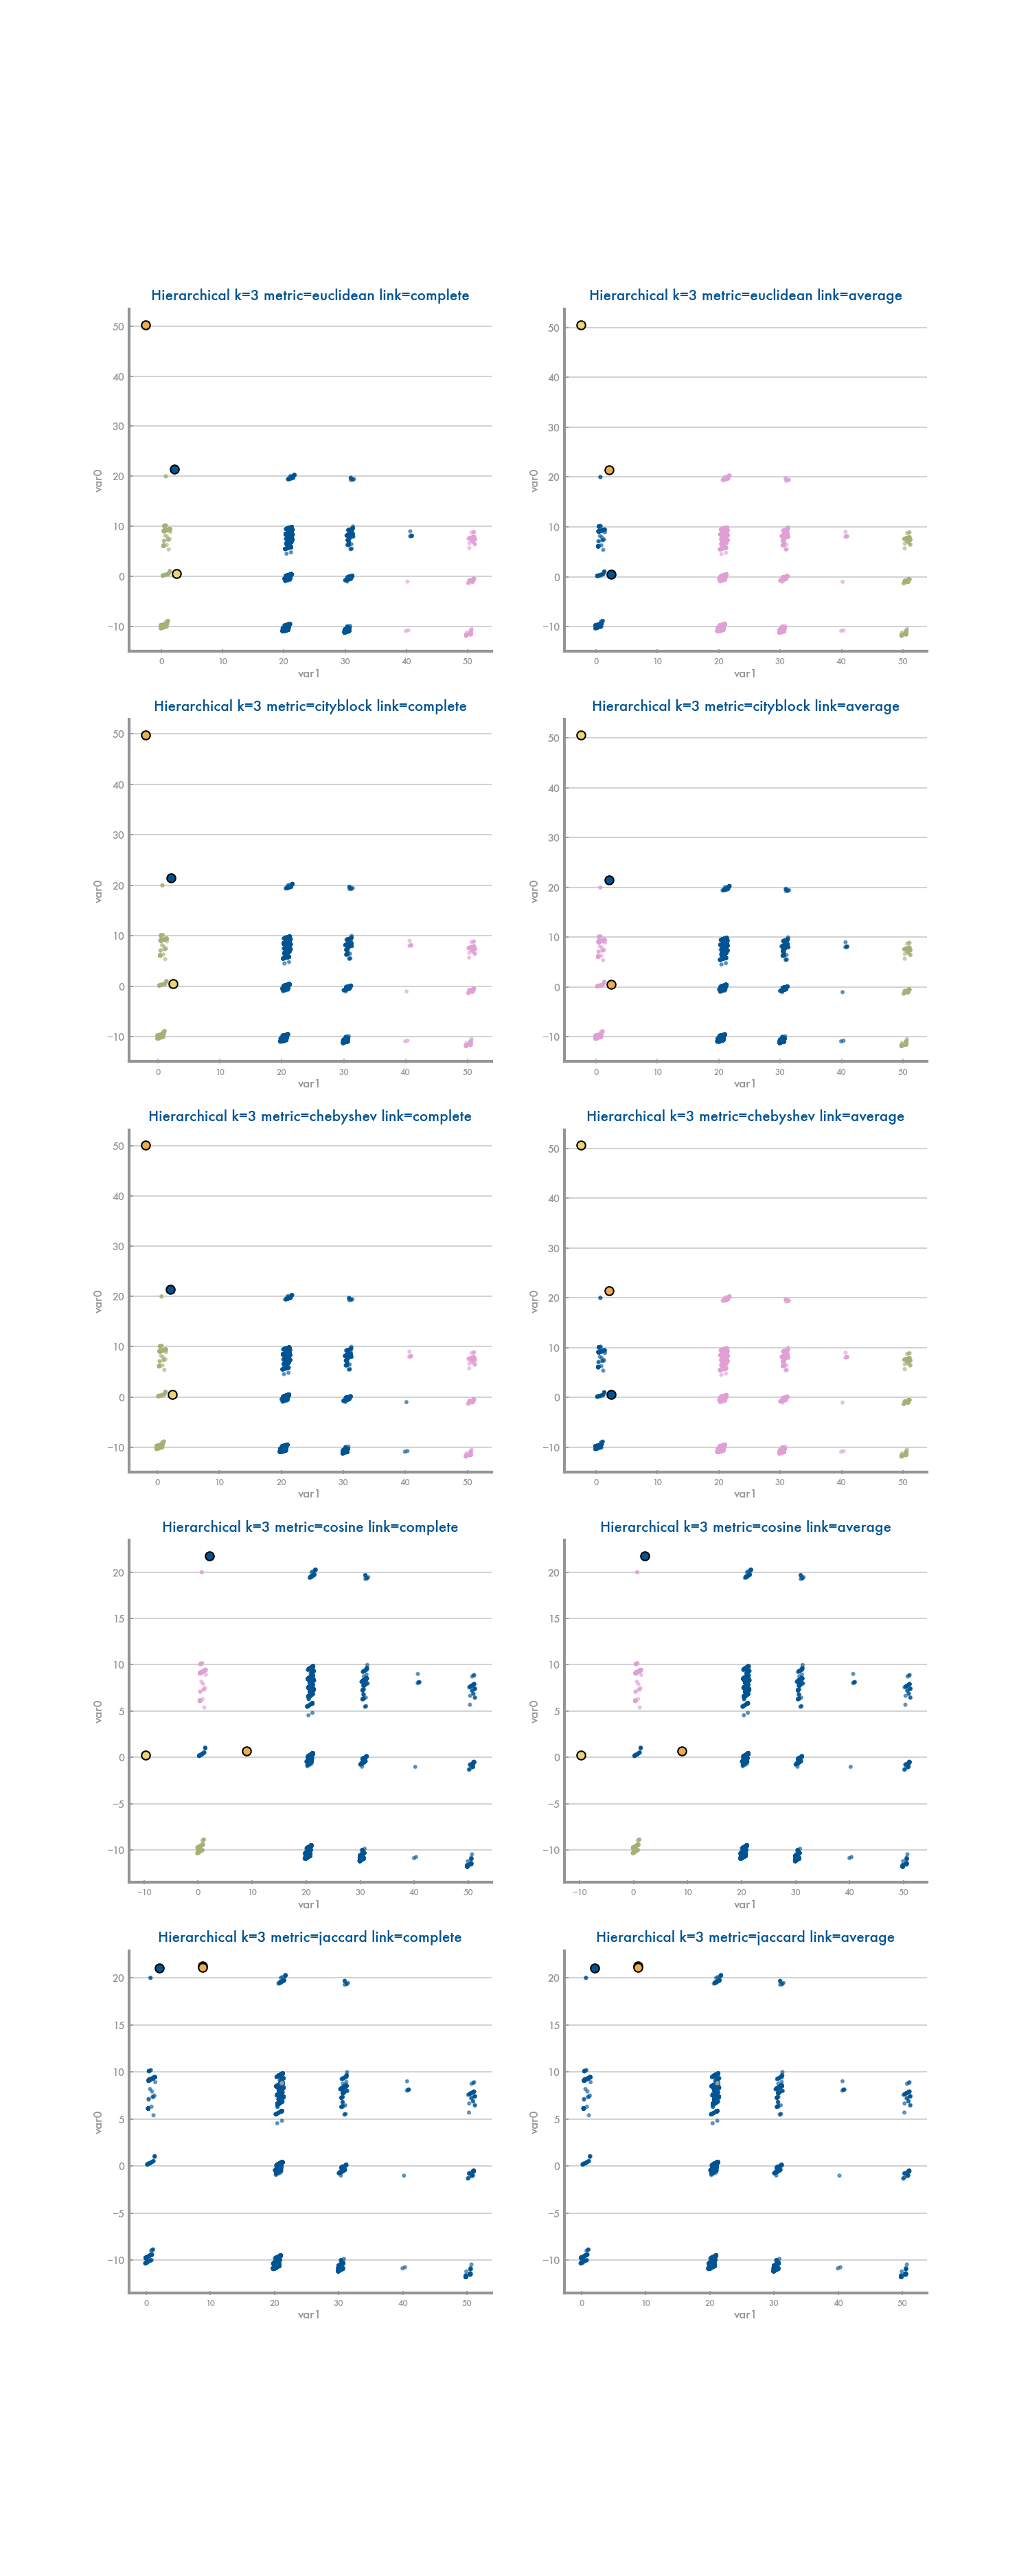 Hierarchical k=3 metric=euclidean link=complete
50
40
30
20
10
0
−10
var0
0 10 20 30 40 50
var1
Hierarchical k=3 metric=euclidean link=average
50
40
30
20
10
0
−10
var0
0 10 20 30 40 50
var1
Hierarchical k=3 metric=cityblock link=complete
50
40
30
20
10
0
−10
var0
0 10 20 30 40 50
var1
Hierarchical k=3 metric=cityblock link=average
50
40
30
20
10
0
−10
var0
0 10 20 30 40 50
var1
Hierarchical k=3 metric=chebyshev link=complete
50
40
30
20
10
0
−10
var0
0 10 20 30 40 50
var1
Hierarchical k=3 metric=chebyshev link=average
50
40
30
20
10
0
−10
var0
0 10 20 30 40 50
var1
Hierarchical k=3 metric=cosine link=complete
20
15
10
5
0
−5
−10
var0
−10 0 10 20 30 40 50
var1
Hierarchical k=3 metric=cosine link=average
20
15
10
5
0
−5
−10
var0
−10 0 10 20 30 40 50
var1
Hierarchical k=3 metric=jaccard link=complete
20
15
10
5
0
−5
−10
var0
0 10 20 30 40 50
var1
Hierarchical k=3 metric=jaccard link=average
20
15
10
5
0
−5
−10
var0
0 10 20 30 40 50
var1